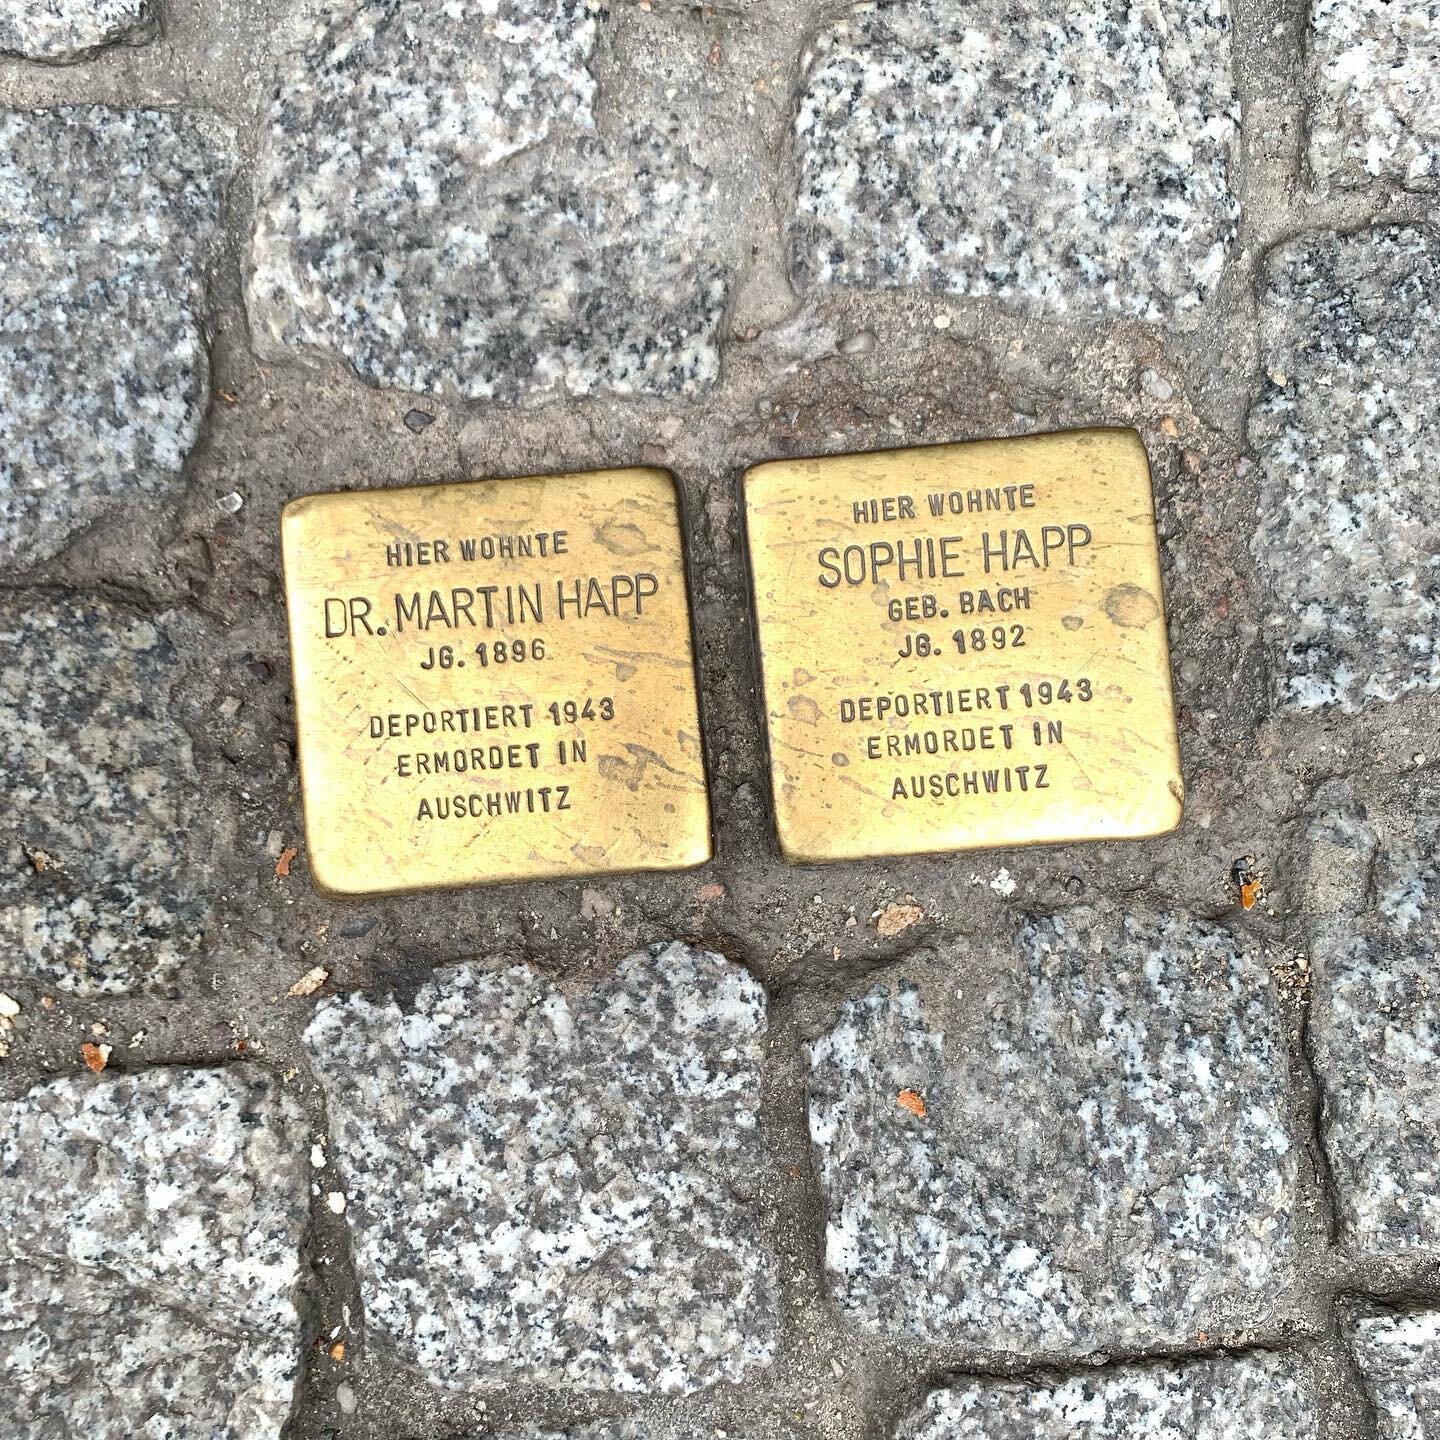 HIER WOHNTE
DR. MARTIN HAPP
JG. 1896
DEPORTIERT 1943
ERMORDET IN
AUSCHWITZ
HIER WOHNTE
SOPHIE HAPP
GEB. BACH
JG. 1892
DEPORTIERT 1943
ERMORDET IN
AUSCHWITZ